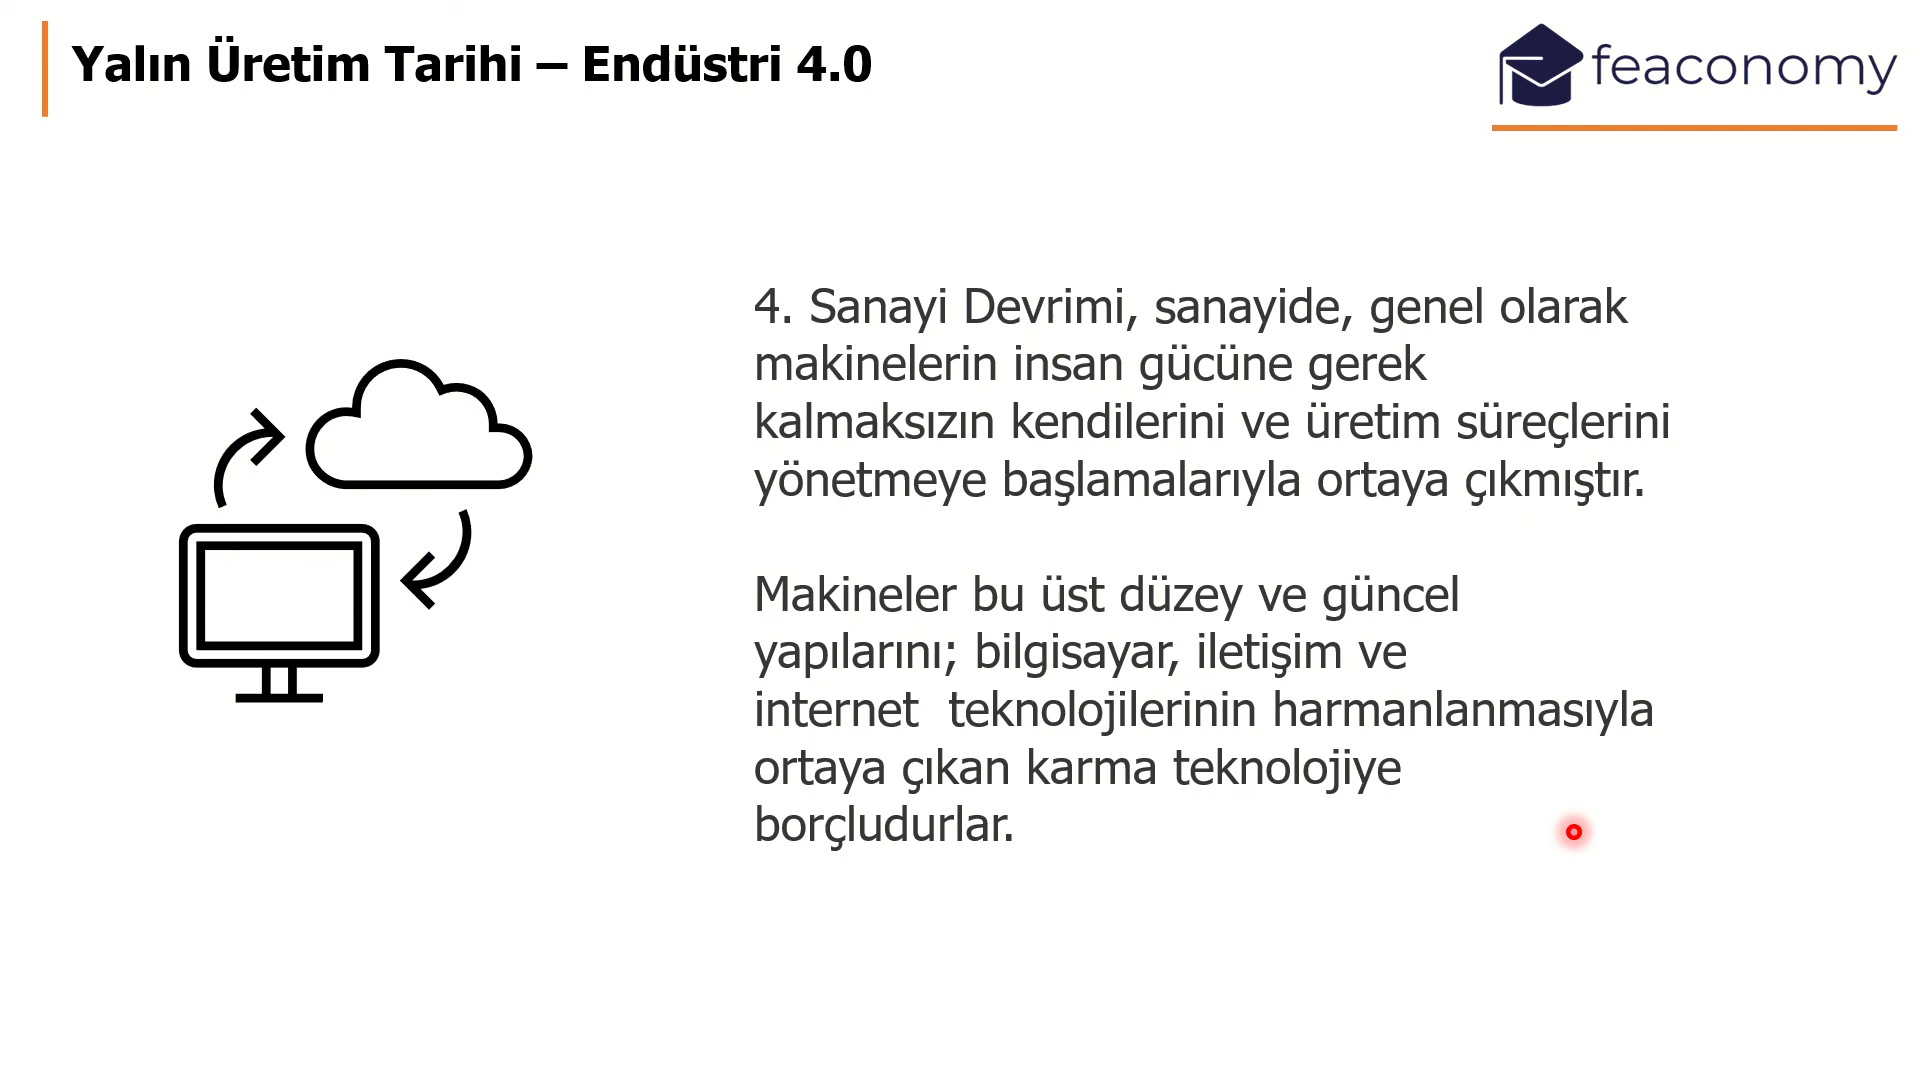 Yalın Üretim Tarihi – Endüstri 4.0
feaconomy
4. Sanayi Devrimi, sanayide, genel olarak
makinelerin insan gücüne gerek
kalmaksızın kendilerini ve üretim süreçlerini
yönetmeye başlamalarıyla ortaya çıkmıştır.
Makineler bu üst düzey ve güncel
yapılarını; bilgisayar, iletişim ve
internet  teknolojilerinin harmanlanmasıyla
ortaya çıkan karma teknolojiye
borçludurlar.